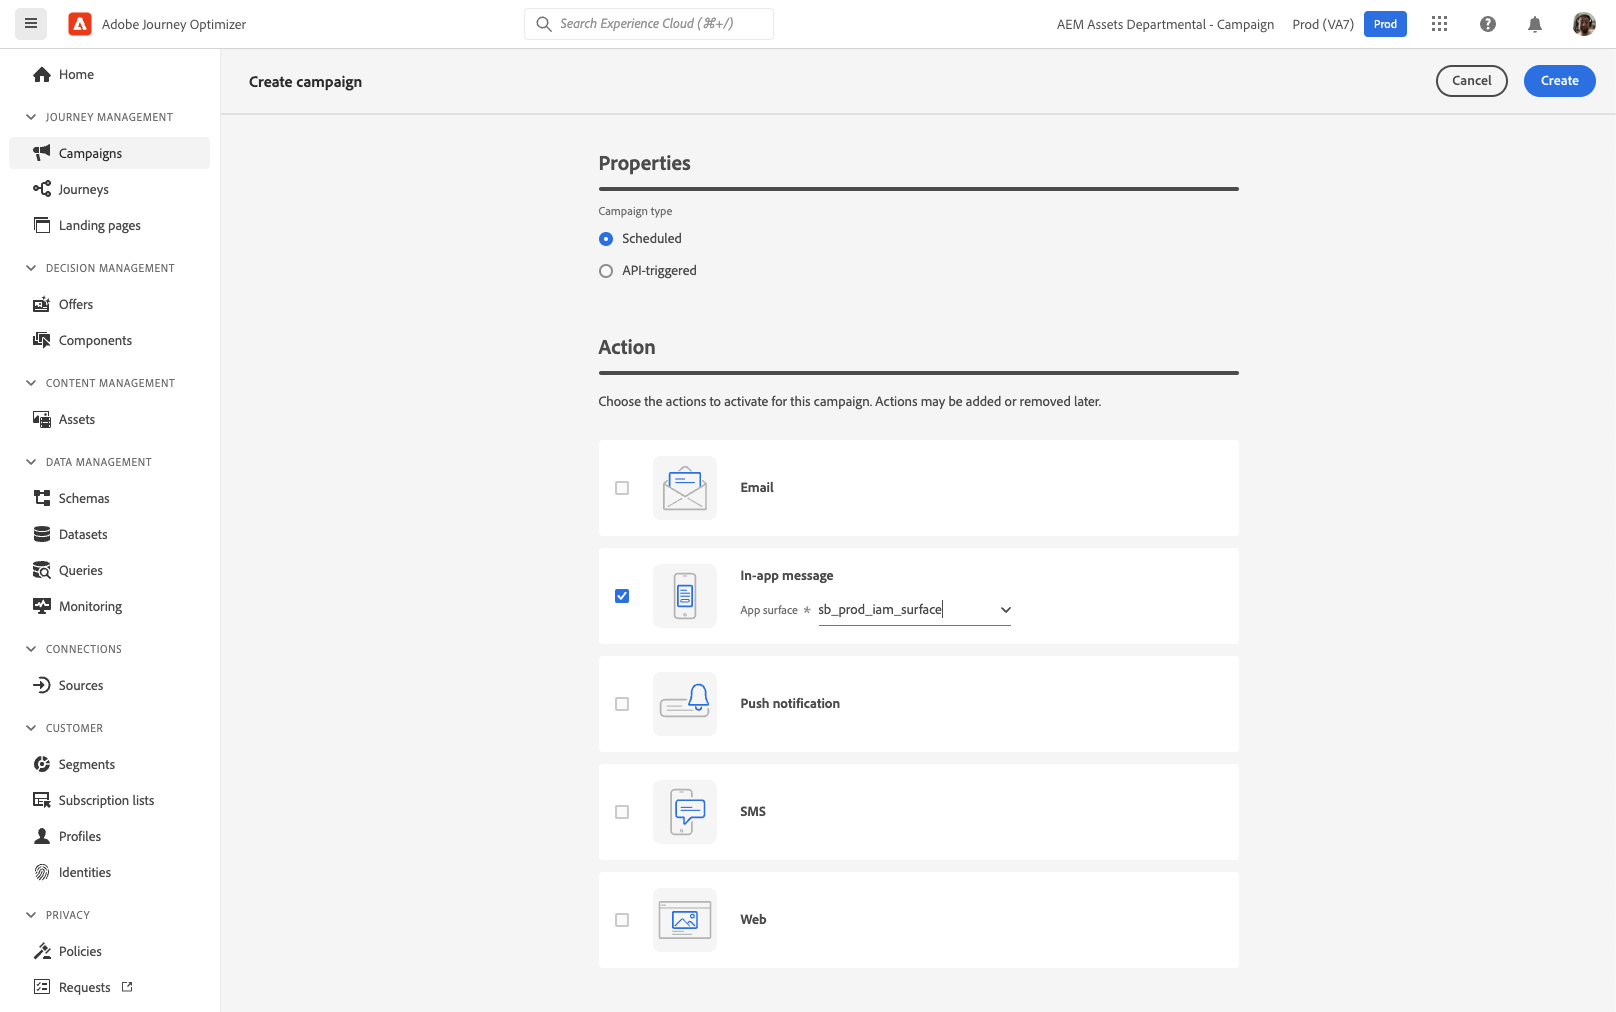 Adobe Journey Optimizer
Search Experience Cloud (⌘+/)
AEM Assets Departmental - Campaign
Prod (VA7)
Prod
Home
JOURNEY MANAGEMENT
Campaigns
Journeys
Landing pages
DECISION MANAGEMENT
Offers
Components
CONTENT MANAGEMENT
Assets
DATA MANAGEMENT
Schemas
Datasets
Queries
Monitoring
CONNECTIONS
Sources
CUSTOMER
Segments
Subscription lists
Profiles
Identities
PRIVACY
Policies
Requests
Create campaign
Cancel
Create
Properties
Campaign type
Scheduled
API-triggered
Action
Choose the actions to activate for this campaign. Actions may be added or removed later.
Email
In-app message
App surface * sb_prod_iam_surface
Push notification
SMS
Web